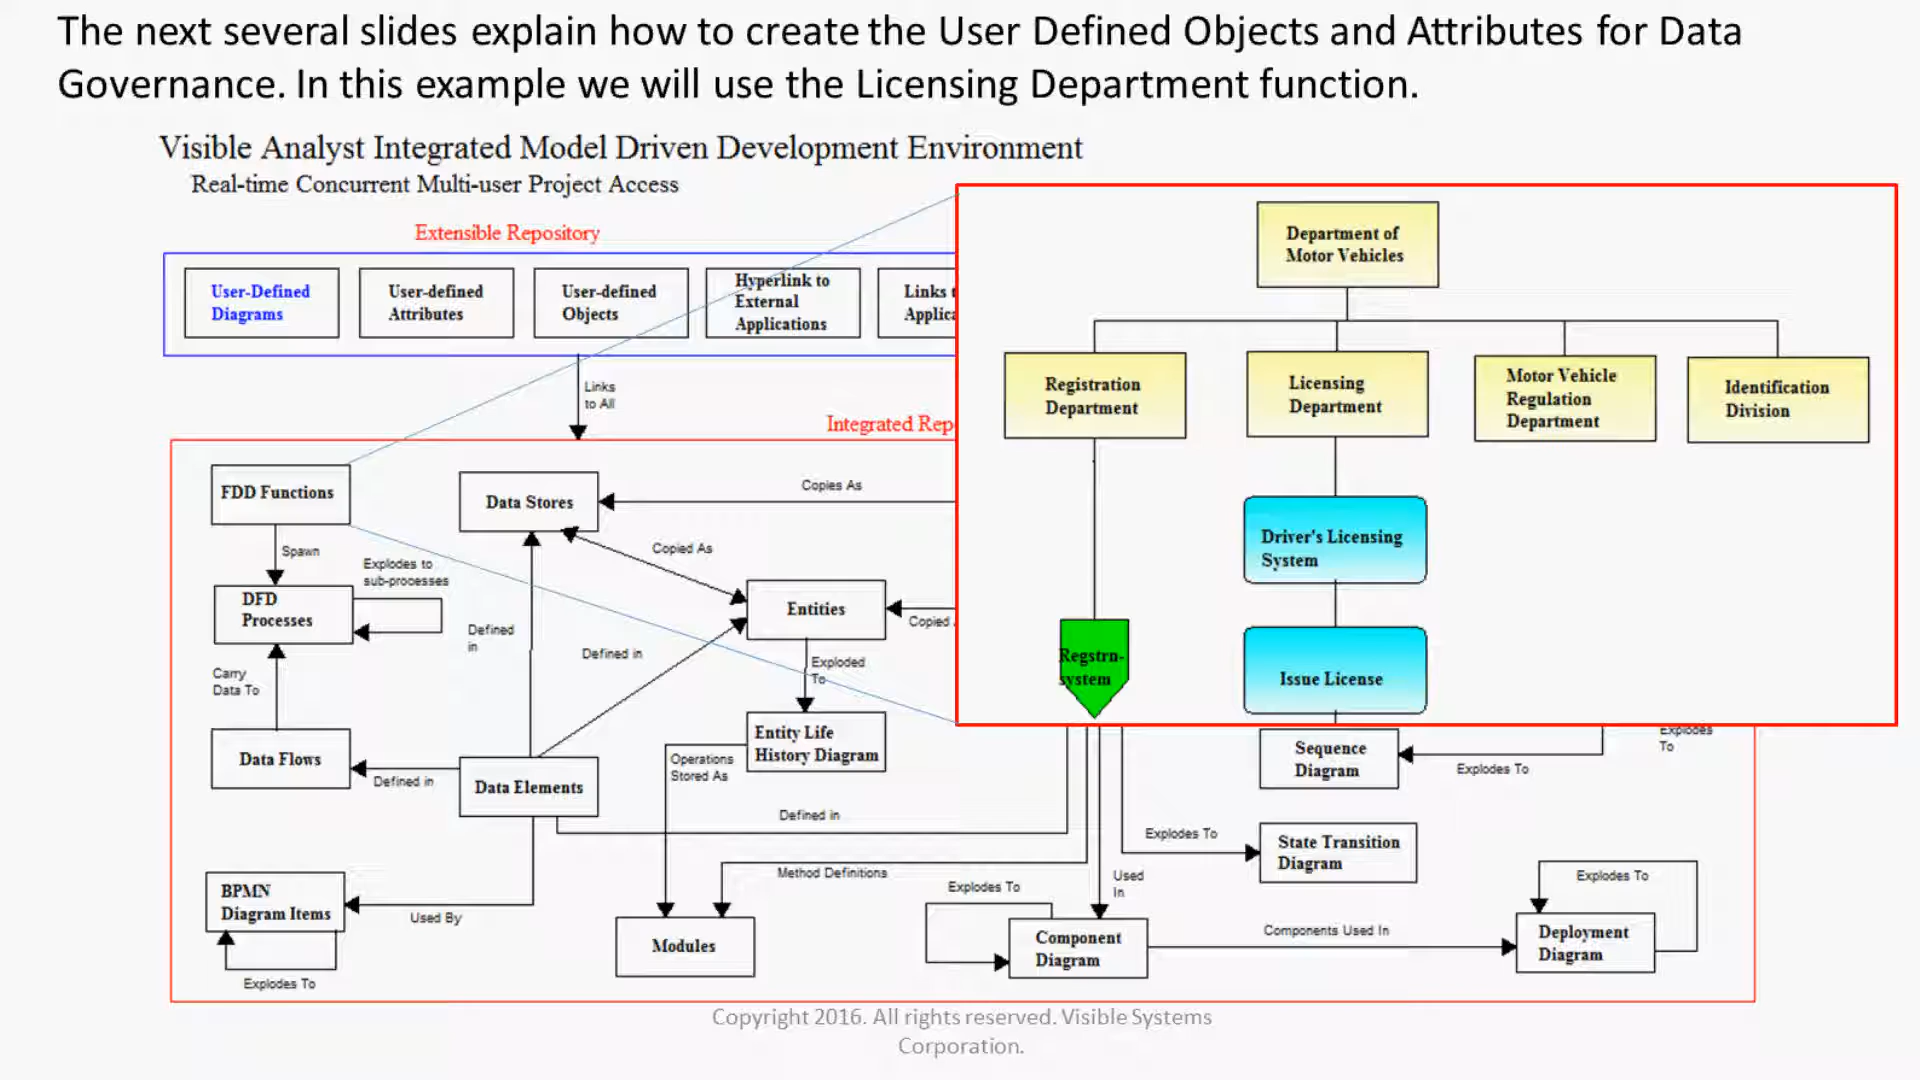 The next several slides explain how to create the User Defined Objects and Attributes for Data
Governance. In this example we will use the Licensing Department function.
Visible Analyst Integrated Model Driven Development Environment
Real-time Concurrent Multi-user Project Access
Extensible Repository
User-Defined
Diagrams
User-defined
Attributes
User-defined
Objects
Hyperlink to
External
Applications
Links
Links
to All
Integrated
FDD Functions
Spawn
Explodes to
sub-processes
DFD
Processes
Carry
Data To
Data Flows
Defined in
Data Stores
Copies As
Copied As
Defined
in
Defined in
Entities
Copied
Exploded
To
Entity Life
History Diagram
Operations
Stored As
Data Elements
Defined in
Method Definitions
BPMN
Diagram Items
Used By
Explodes To
Modules
Explodes To
Used
In
Component
Diagram
Components Used In
Deployment
Diagram
Explodes To
Explodes To
State Transition
Diagram
Sequence
Diagram
Explodes To
Explodes
To
Department of
Motor Vehicles
Registration
Department
Licensing
Department
Motor Vehicle
Regulation
Department
Identification
Division
Driver's Licensing
System
Issue License
Regstrn-
system
Copyright 2016. All rights reserved. Visible Systems
Corporation.